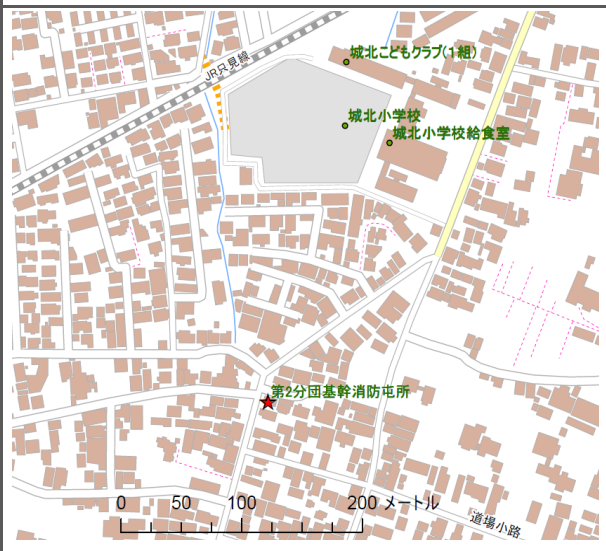 城北こどもクラブ(1組)
JR只見線
城北小学校
城北小学校給食室
第2分団基幹消防屯所
0 50 100 200 メートル
道場小路